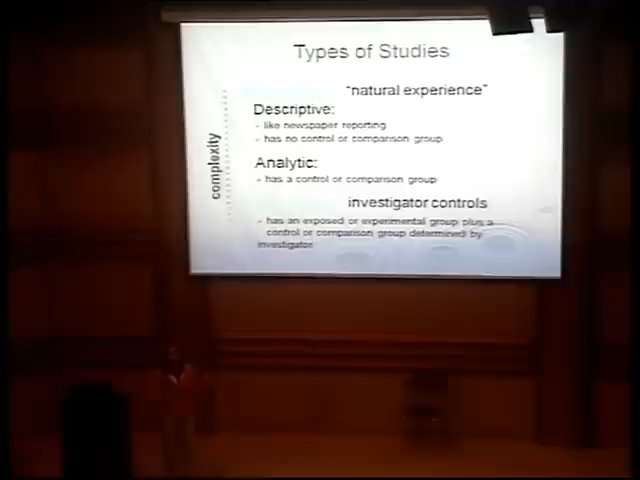 Types of Studies
"natural experience"
Descriptive:
- like newspaper reporting
- has no control or comparison group
complexity
Analytic:
- has a control or comparison group
investigator controls
- has an exposed or experimental group plus a
control or comparison group determined by
investigator